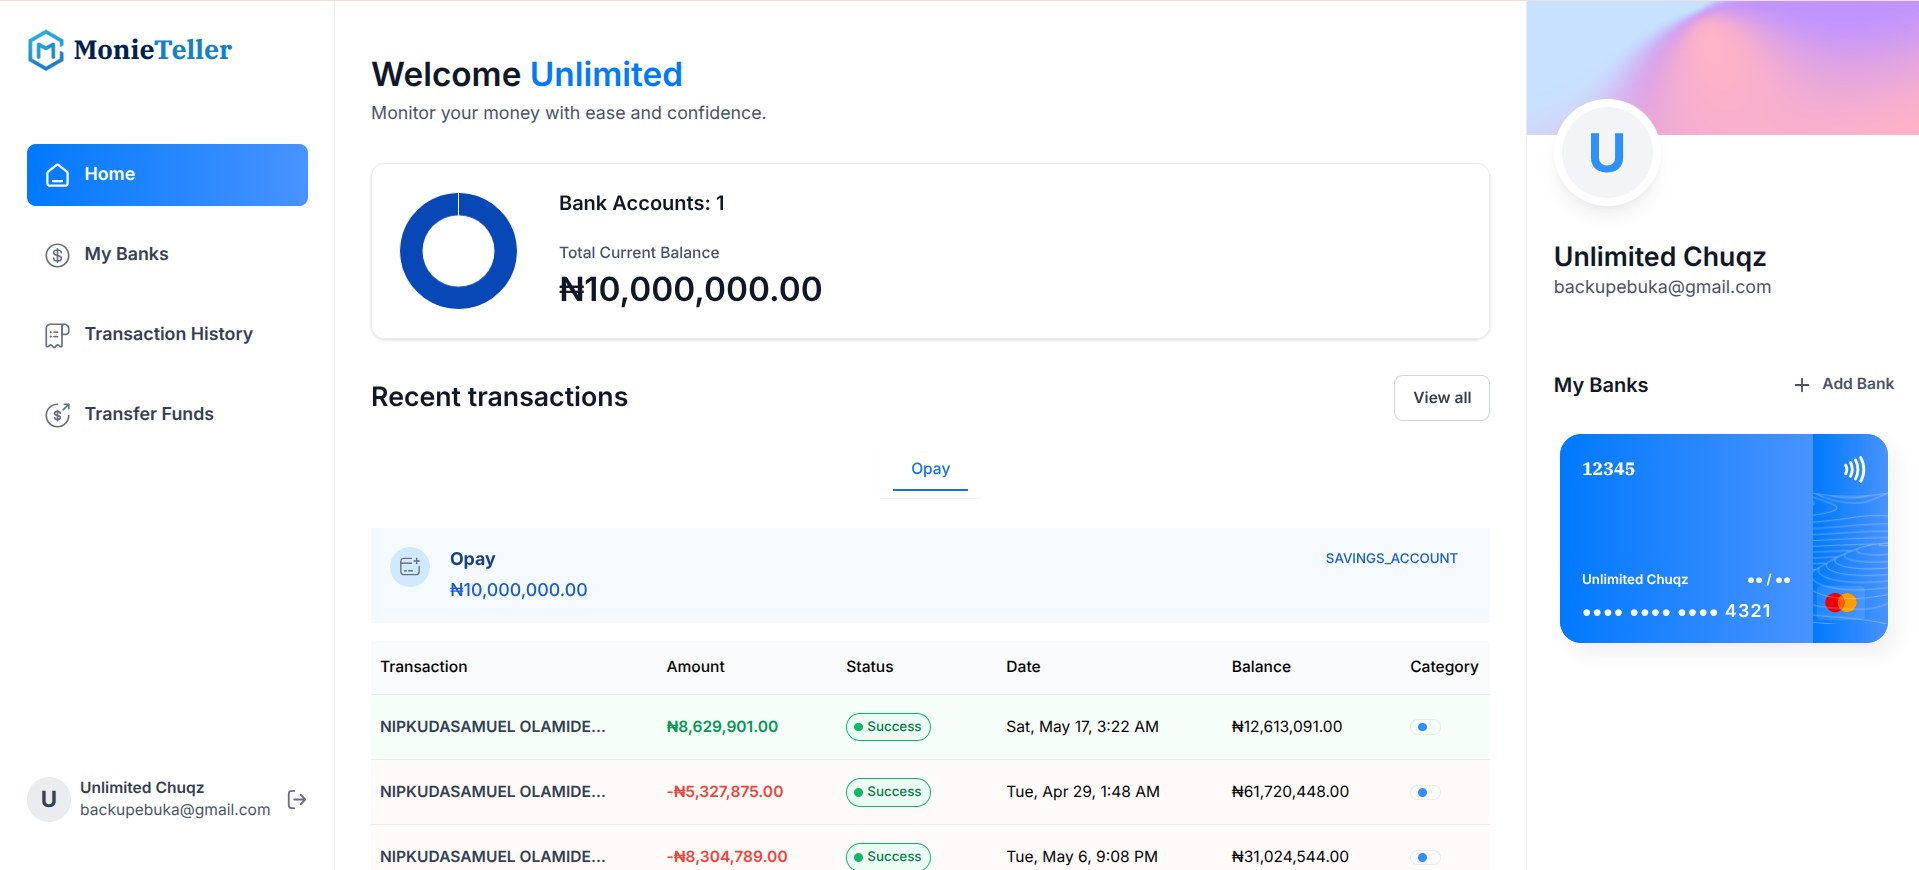 MonieTeller
Home
My Banks
Transaction History
Transfer Funds
U
Unlimited Chuqz
backupebuka@gmail.com
Welcome Unlimited
Monitor your money with ease and confidence.
Bank Accounts: 1
Total Current Balance
₦10,000,000.00
Recent transactions
View all
Opay
Opay
SAVINGS_ACCOUNT
₦10,000,000.00
Transaction Amount Status Date Balance Category
NIPKUDASAMUEL OLAMIDE... ₦8,629,901.00 Success Sat, May 17, 3:22 AM ₦12,613,091.00
NIPKUDASAMUEL OLAMIDE... -₦5,327,875.00 Success Tue, Apr 29, 1:48 AM ₦61,720,448.00
NIPKUDASAMUEL OLAMIDE... -₦8,304,789.00 Success Tue, May 6, 9:08 PM ₦31,024,544.00
U
Unlimited Chuqz
backupebuka@gmail.com
My Banks
+ Add Bank
12345
Unlimited Chuqz ●● / ●●
●●●● ●●●● ●●●● 4321